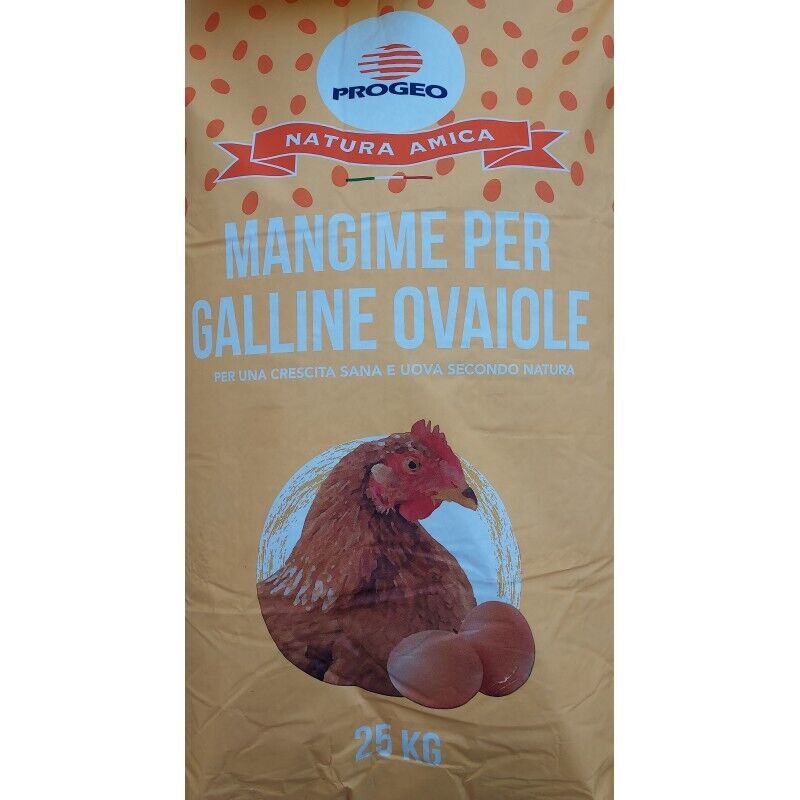 PROGEO
NATURA AMICA
MANGIME PER
GALLINE OVAIOLE
PER UNA CRESCITA SANA E UOVA SECONDO NATURA
25 KG